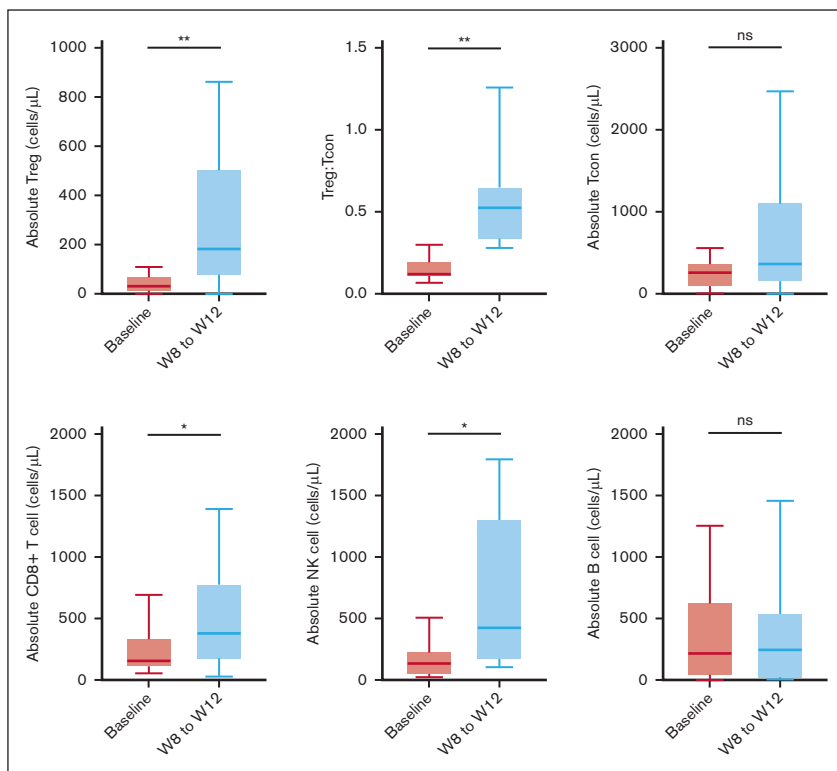 Absolute Treg (cells/μL)
1000
800
600
400
200
0
**
Baseline
W8 to W12
Treg:Tcon
1.5
1.0
0.5
0.0
**
Baseline
W8 to W12
Absolute Tcon (cells/μL)
3000
2000
1000
0
ns
Baseline
W8 to W12
Absolute CD8+ T cell (cells/μL)
2000
1500
1000
500
0
*
Baseline
W8 to W12
Absolute NK cell (cells/μL)
2000
1500
1000
500
0
*
Baseline
W8 to W12
Absolute B cell (cells/μL)
2000
1500
1000
500
0
ns
Baseline
W8 to W12